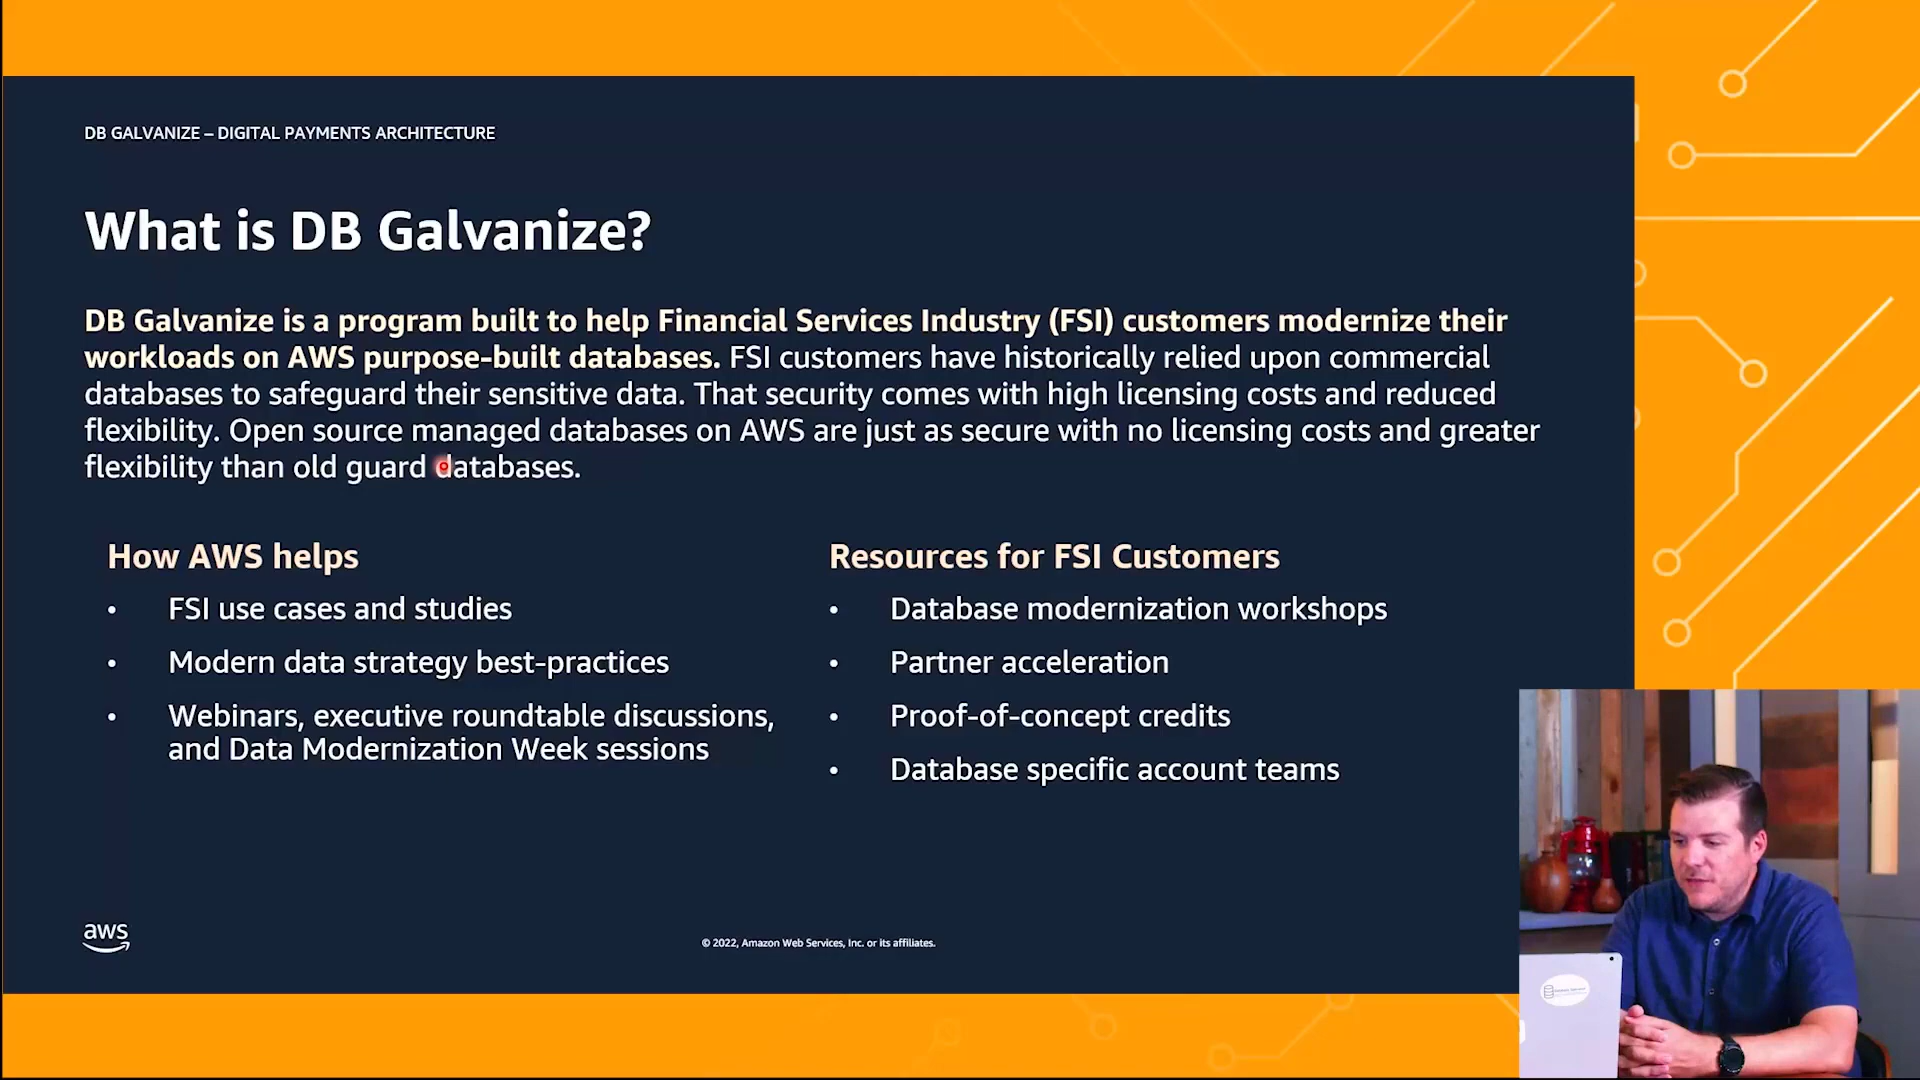 DB GALVANIZE – DIGITAL PAYMENTS ARCHITECTURE
What is DB Galvanize?
DB Galvanize is a program built to help Financial Services Industry (FSI) customers modernize their
workloads on AWS purpose-built databases. FSI customers have historically relied upon commercial
databases to safeguard their sensitive data. That security comes with high licensing costs and reduced
flexibility. Open source managed databases on AWS are just as secure with no licensing costs and greater
flexibility than old guard databases.
How AWS helps
• FSI use cases and studies
• Modern data strategy best-practices
• Webinars, executive roundtable discussions,
and Data Modernization Week sessions
Resources for FSI Customers
• Database modernization workshops
• Partner acceleration
• Proof-of-concept credits
• Database specific account teams
aws
© 2022, Amazon Web Services, Inc. or its affiliates.